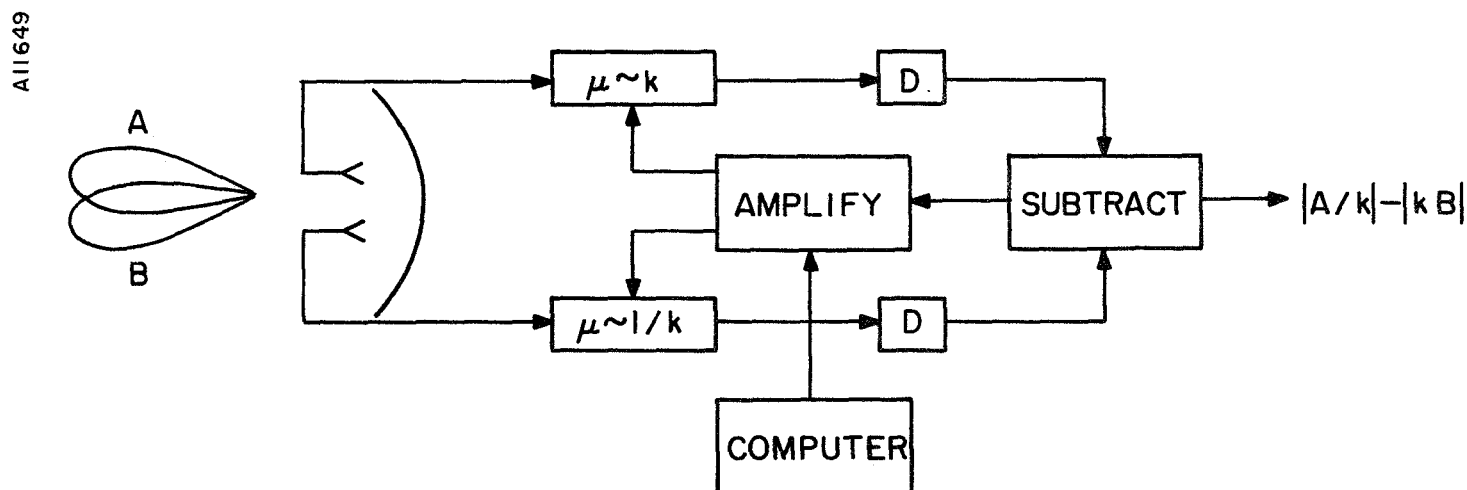 A11649
A
B
μ~k
D
AMPLIFY
SUBTRACT
|A/k|-|kB|
μ~1/k
D
COMPUTER